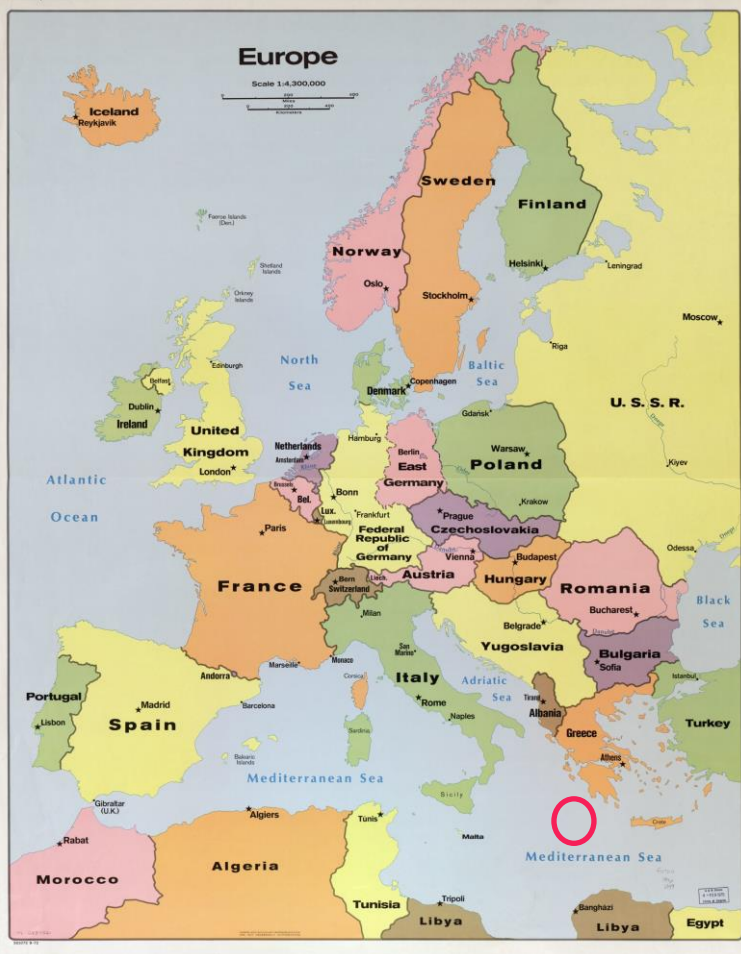 Europe
Scale 1:4,300,000
Miles
Kilometers
Iceland
Reykjavik
Faeroe Islands
(Den.)
Shetland
Islands
Orkney
Islands
Sweden
Finland
Norway
Helsinki
Leningrad
Oslo
Stockholm
Moscow
Edinburgh
North
Sea
Baltic
Sea
Riga
Belfast
Denmark
Copenhagen
Dublin
Ireland
U. S. S. R.
Gdańsk
United
Kingdom
Hamburg
Netherlands
Amsterdam
Berlin
East
Germany
Warsaw
Poland
London
Kiyev
Atlantic
Ocean
Brussels
Bel.
Bonn
Krakow
Lux.
Luxembourg
Frankfurt
Prague
Czechoslovakia
Paris
Federal
Republic
of
Germany
Odessa
Vienna
Budapest
France
Bern
Switzerland
Liech.
Austria
Hungary
Romania
Milan
Bucharest
Black
Sea
Belgrade
Danube
Yugoslavia
San
Marino
Bulgaria
Sofia
Marseille
Monaco
Andorra
Italy
Adriatic
Sea
Istanbul
Corsica
Portugal
Madrid
Barcelona
Rome
Tiranë
Albania
Lisbon
Spain
Naples
Greece
Turkey
Sardinia
Balearic
Islands
Athens
Mediterranean Sea
Sicily
Gibraltar
(U.K.)
Algiers
Tunis
Crete
Malta
Rabat
Mediterranean Sea
Algeria
Morocco
Tripoli
Tunisia
Banghāzī
Libya
Libya
Egypt